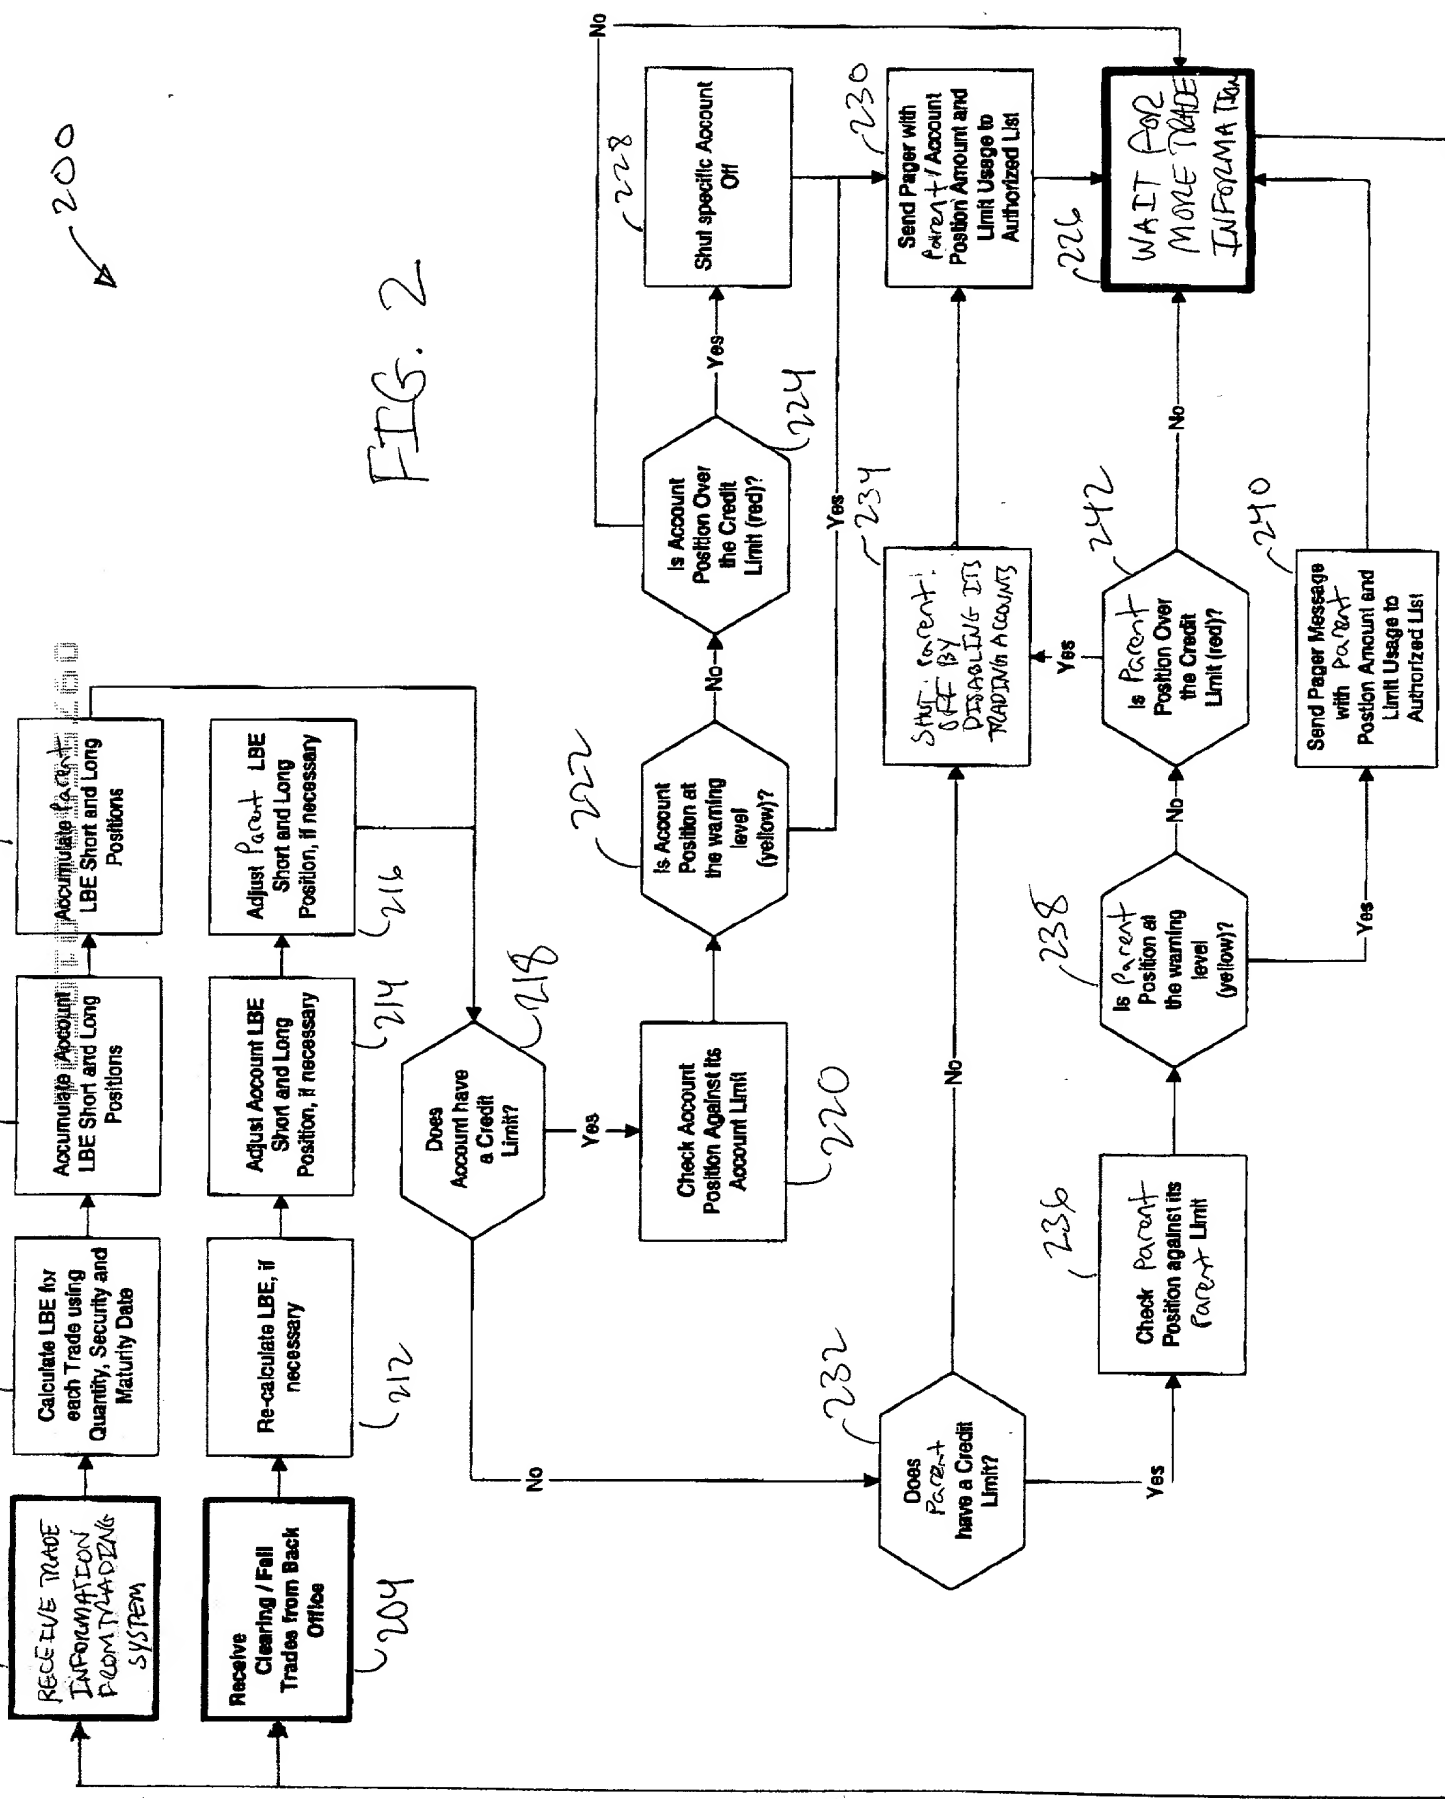 200
FIG. 2
RECEIVE TRADE
INFORMATION
FROM TRADING
SYSTEM
Calculate LBE for
each Trade using
Quantity, Security and
Maturity Date
Accumulate Account
LBE Short and Long
Positions
Accumulate Parent
LBE Short and Long
Positions
Receive
Clearing / Fail
Trades from Back
Office
204
Re-calculate LBE, if
necessary
212
Adjust Account LBE
Short and Long
Position, if necessary
214
Adjust Parent LBE
Short and Long
Position, if necessary
216
Does
Account have
a Credit
Limit?
218
Yes
No
Check Account
Position Against its
Account Limit
220
Is Account
Position at
the warning
level
(yellow)?
222
No
Yes
Is Account
Position Over
the Credit
Limit (red)?
224
Yes
No
Shut specific Account
Off
228
Send Pager with
Parent / Account
Postion Amount and
Limit Usage to
Authorized List
230
WAIT FOR
MORE TRADE
INFORMATION
226
Does
Parent
have a Credit
Limit?
232
No
Yes
SHUT Parent
OFF BY
DISABLING ITS
TRADING ACCOUNTS
234
Check Parent
Position against its
Parent Limit
236
Is Parent
Position at
the warning
level
(yellow)?
238
No
Yes
Is Parent
Position Over
the Credit
Limit (red)?
242
Yes
No
Send Pager Message
with Parent
Postion Amount and
Limit Usage to
Authorized List
240